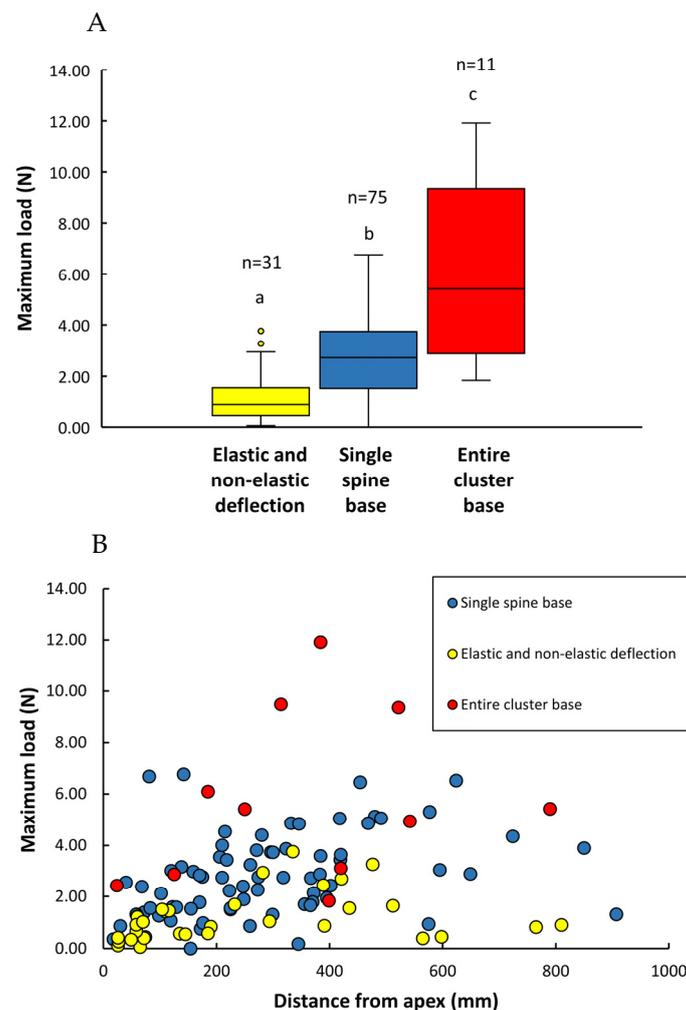 A
14.00
12.00
10.00
8.00
6.00
4.00
2.00
0.00
Maximum load (N)
n=31
a
n=75
b
n=11
c
Elastic and
non-elastic
deflection
Single
spine
base
Entire
cluster
base
B
14.00
12.00
10.00
8.00
6.00
4.00
2.00
0.00
Maximum load (N)
Single spine base
Elastic and non-elastic deflection
Entire cluster base
0 200 400 600 800 1000
Distance from apex (mm)